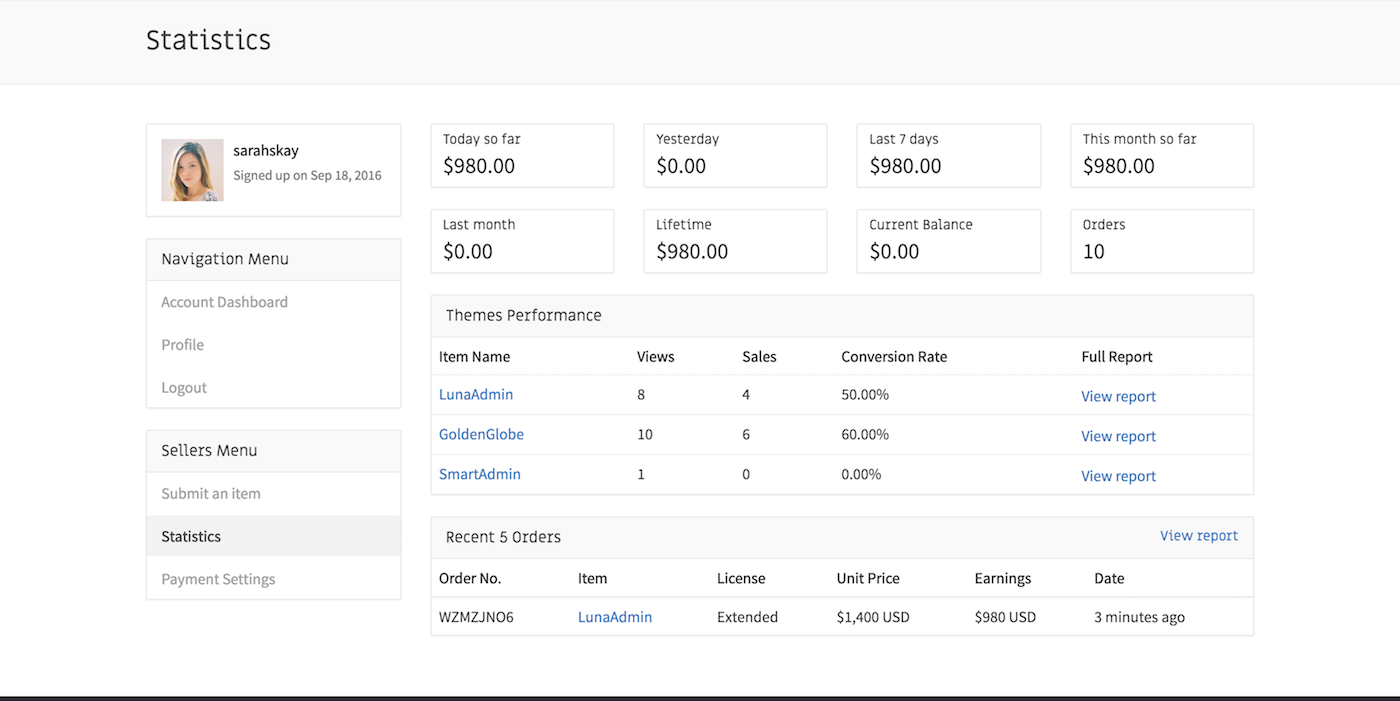 Statistics
sarahskay
Signed up on Sep 18, 2016
Navigation Menu
Account Dashboard
Profile
Logout
Sellers Menu
Submit an item
Statistics
Payment Settings
Today so far Yesterday Last 7 days This month so far
$980.00 $0.00 $980.00 $980.00
Last month Lifetime Current Balance Orders
$0.00 $980.00 $0.00 10
Themes Performance
Item Name Views Sales Conversion Rate Full Report
LunaAdmin 8 4 50.00% View report
GoldenGlobe 10 6 60.00% View report
SmartAdmin 1 0 0.00% View report
Recent 5 Orders View report
Order No. Item License Unit Price Earnings Date
WZMZJNO6 LunaAdmin Extended $1,400 USD $980 USD 3 minutes ago